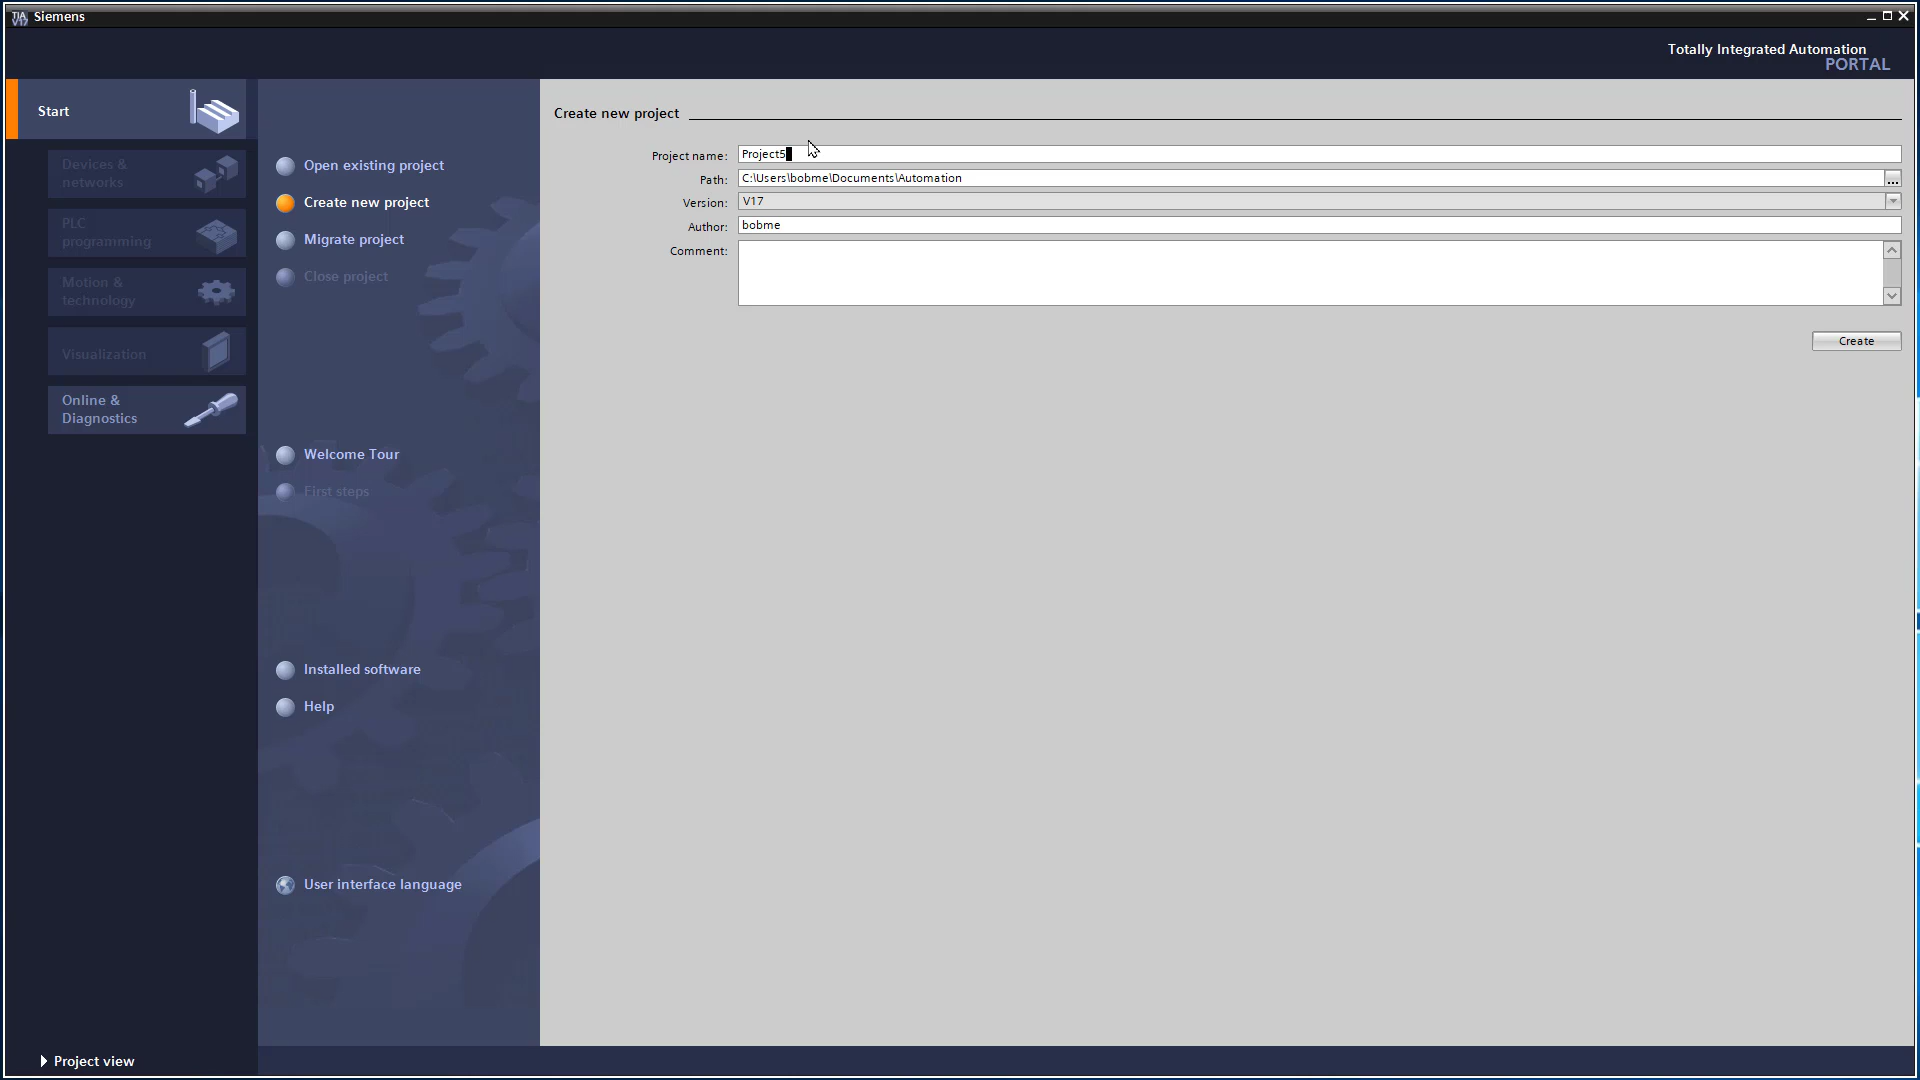 TIA
V17
Siemens
Totally Integrated Automation
PORTAL
Start
Devices &
networks
PLC
programming
Motion &
technology
Visualization
Online &
Diagnostics
Project view
Open existing project
Create new project
Migrate project
Close project
Welcome Tour
First steps
Installed software
Help
User interface language
Create new project
Project name: Project5
Path: C:\Users\bobme\Documents\Automation ...
Version: V17
Author: bobme
Comment:
Create